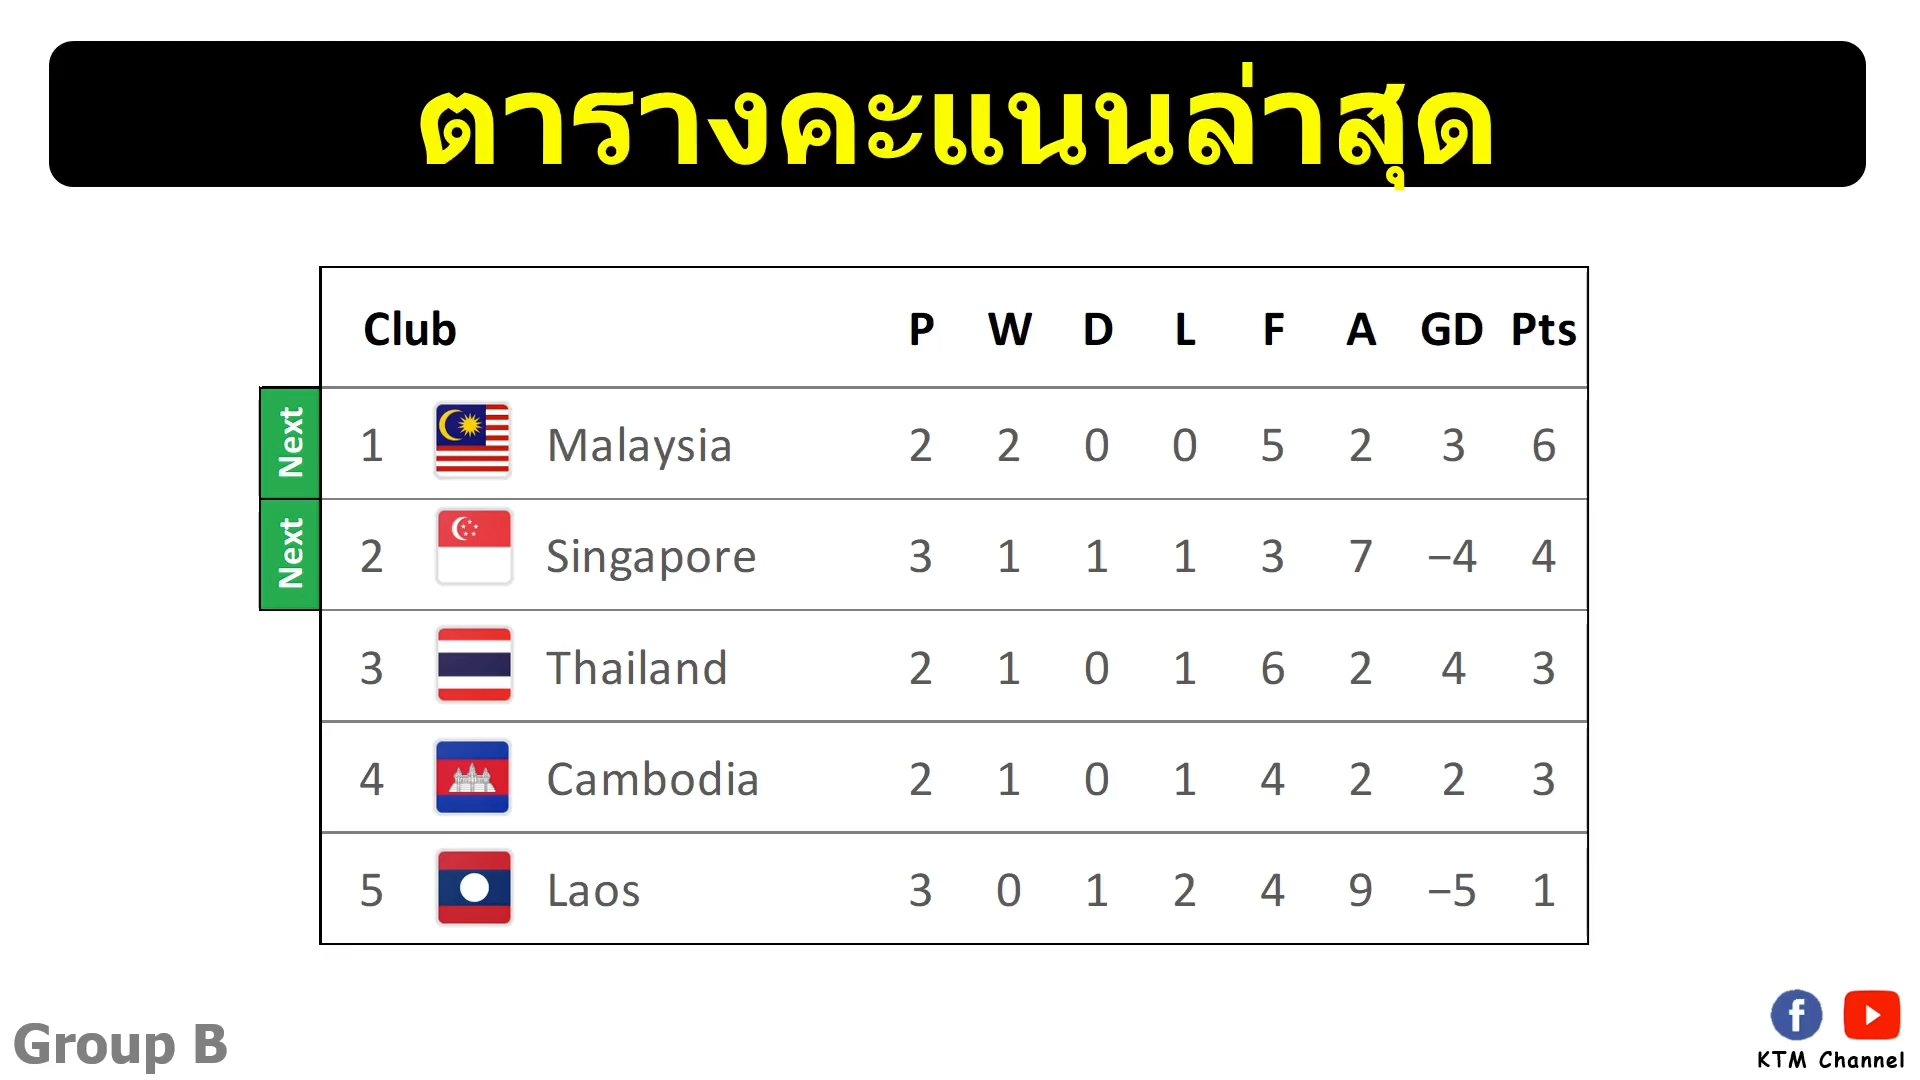 ตารางคะแนนล่าสุด
Club P W D L F A GD Pts
Next 1 Malaysia 2 2 0 0 5 2 3 6
Next 2 Singapore 3 1 1 1 3 7 −4 4
3 Thailand 2 1 0 1 6 2 4 3
4 Cambodia 2 1 0 1 4 2 2 3
5 Laos 3 0 1 2 4 9 −5 1
Group B
KTM Channel